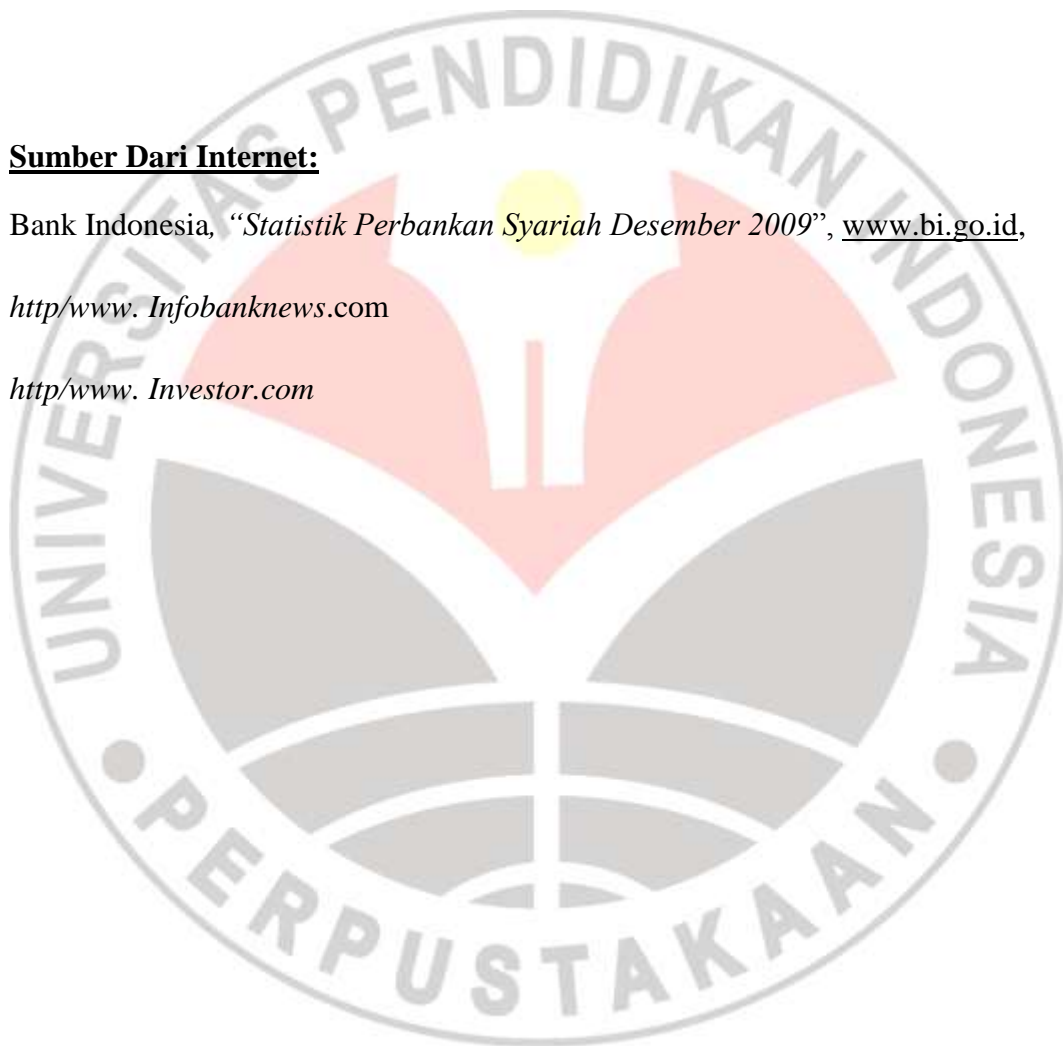 UNIVERSITAS PENDIDIKAN INDONESIA
Sumber Dari Internet:
Bank Indonesia, “Statistik Perbankan Syariah Desember 2009”, www.bi.go.id,
http/www. Infobanknews.com
http/www. Investor.com
PERPUSTAKAAN